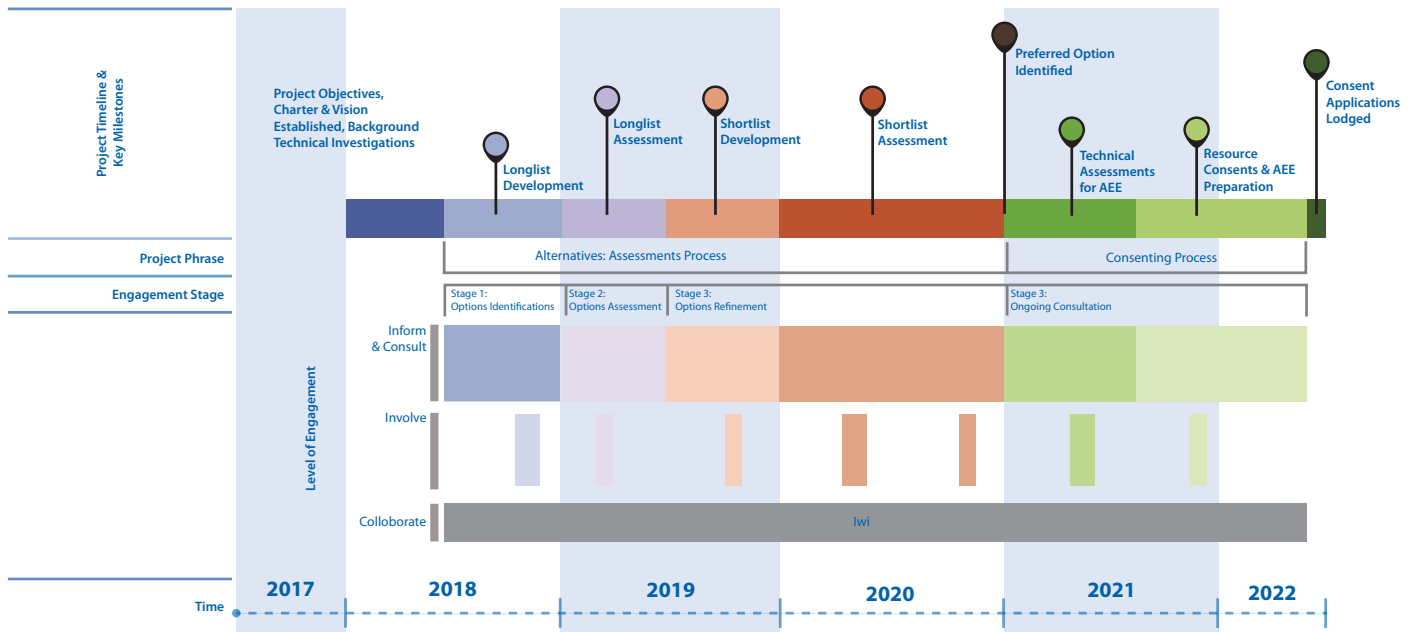 Project Timeline &
Key Milestones
Project Objectives,
Charter & Vision
Established, Background
Technical Investigations
Longlist
Development
Longlist
Assessment
Shortlist
Development
Shortlist
Assessment
Preferred Option
Identified
Technical
Assessments
for AEE
Resource
Consents & AEE
Preparation
Consent
Applications
Lodged
Project Phrase
Alternatives: Assessments Process
Consenting Process
Engagement Stage
Stage 1:
Options Identifications
Stage 2:
Options Assessment
Stage 3:
Options Refinement
Stage 3:
Ongoing Consultation
Level of Engagement
Inform
& Consult
Involve
Colloborate
Iwi
Time
2017
2018
2019
2020
2021
2022